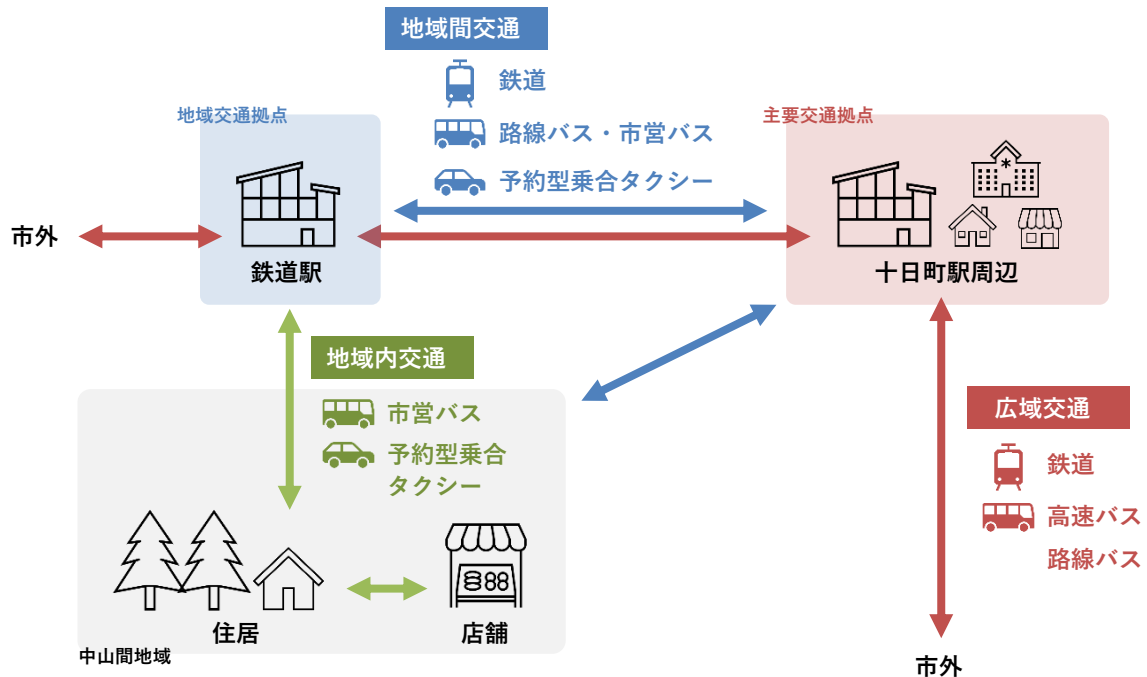 地域間交通
鉄道
路線バス・市営バス
予約型乗合タクシー
地域交通拠点
主要交通拠点
市外
鉄道駅
十日町駅周辺
地域内交通
市営バス
予約型乗合
タクシー
広域交通
鉄道
高速バス
路線バス
住居
店舗
中山間地域
市外